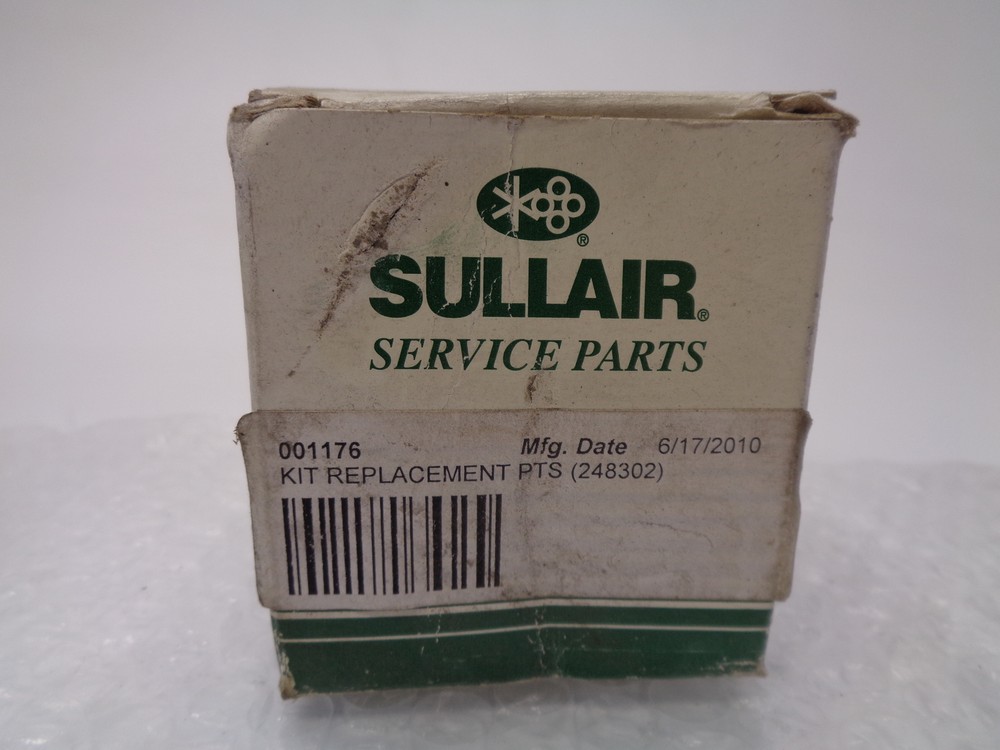 ®
SULLAIR®
SERVICE PARTS
001176 Mfg. Date 6/17/2010
KIT REPLACEMENT PTS (248302)